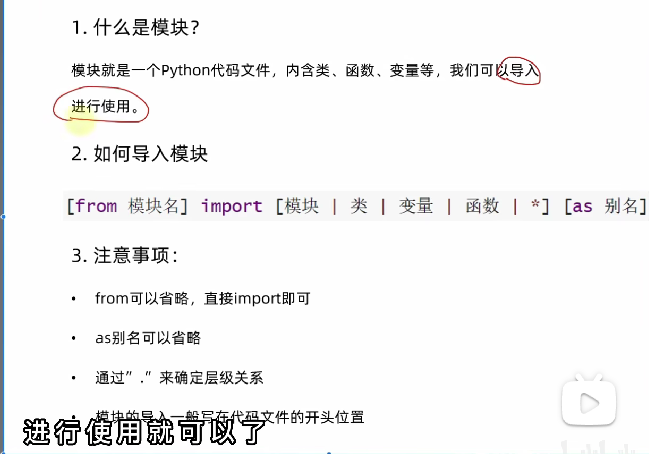 1. 什么是模块？
模块就是一个Python代码文件，内含类、函数、变量等，我们可以导入
进行使用。
2. 如何导入模块
[from 模块名] import [模块 | 类 | 变量 | 函数 | *] [as 别名]
3. 注意事项：
• from可以省略，直接import即可
• as别名可以省略
• 通过”.”来确定层级关系
• 模块的导入一般写在代码文件的开头位置
进行使用就可以了